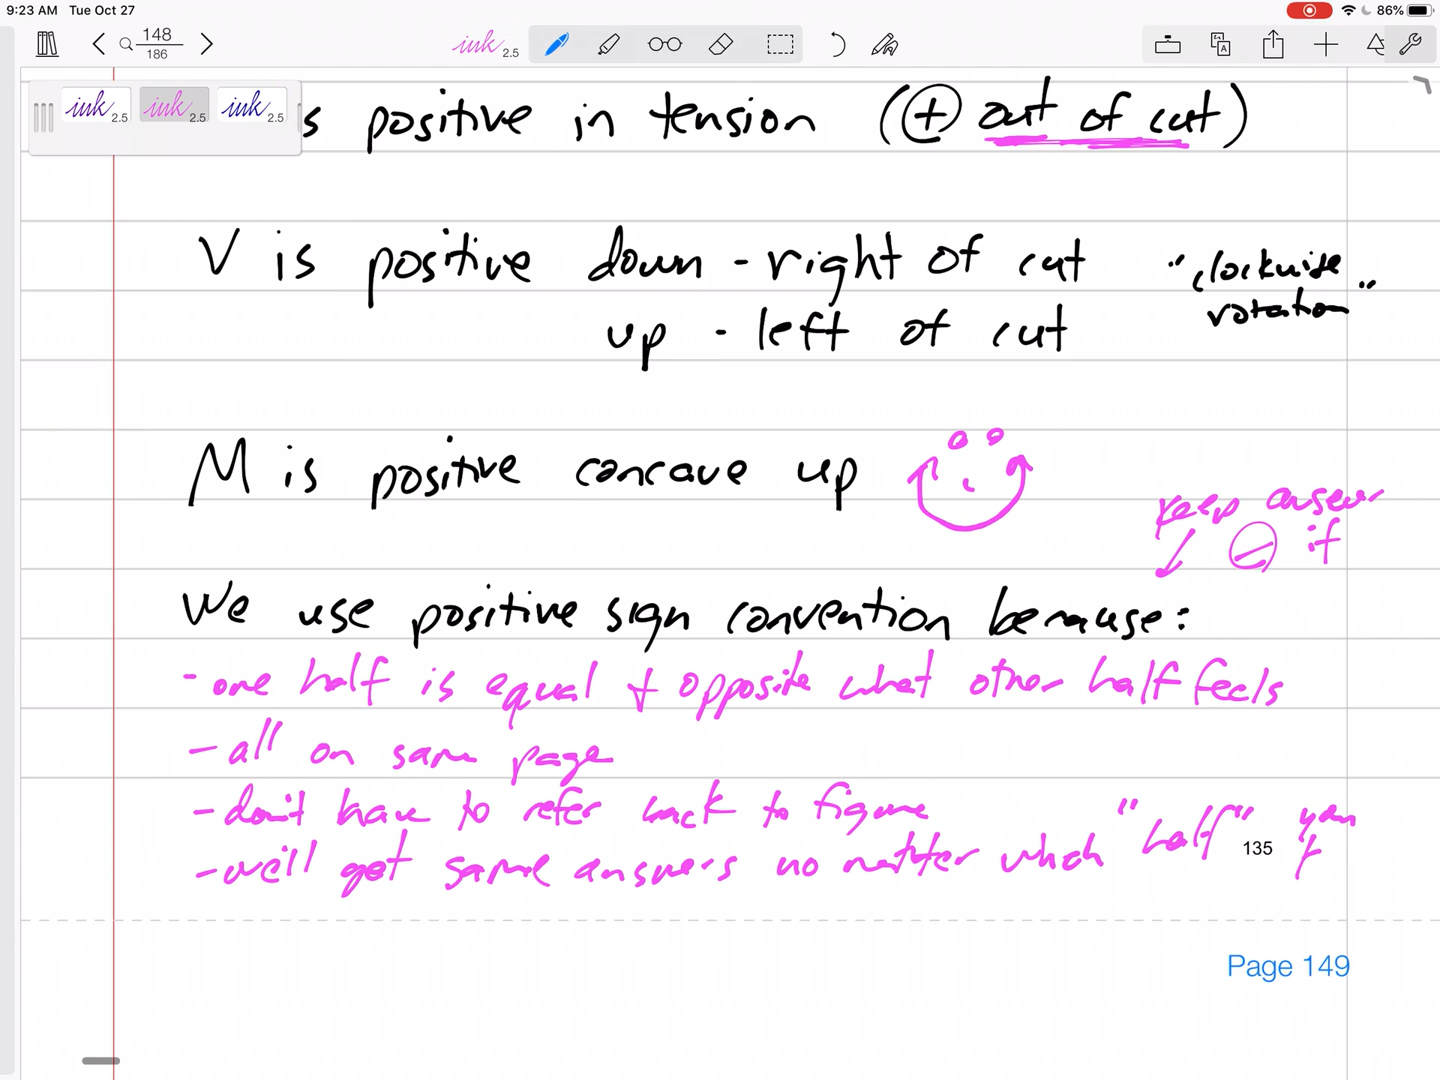 9:23 AM Tue Oct 27 86%
148
186
ink 2.5
ink 2.5 ink 2.5 ink 2.5
s positive in tension (+ out of cut)
V is positive down - right of cut "clockwise
rotation"
up - left of cut
M is positive concave up
keep answer
if
We use positive sign convention because:
- one half is equal + opposite what other half feels
- all on same page
- don't have to refer back to figure
- we'll get same answers no matter which "half" you
135
Page 149